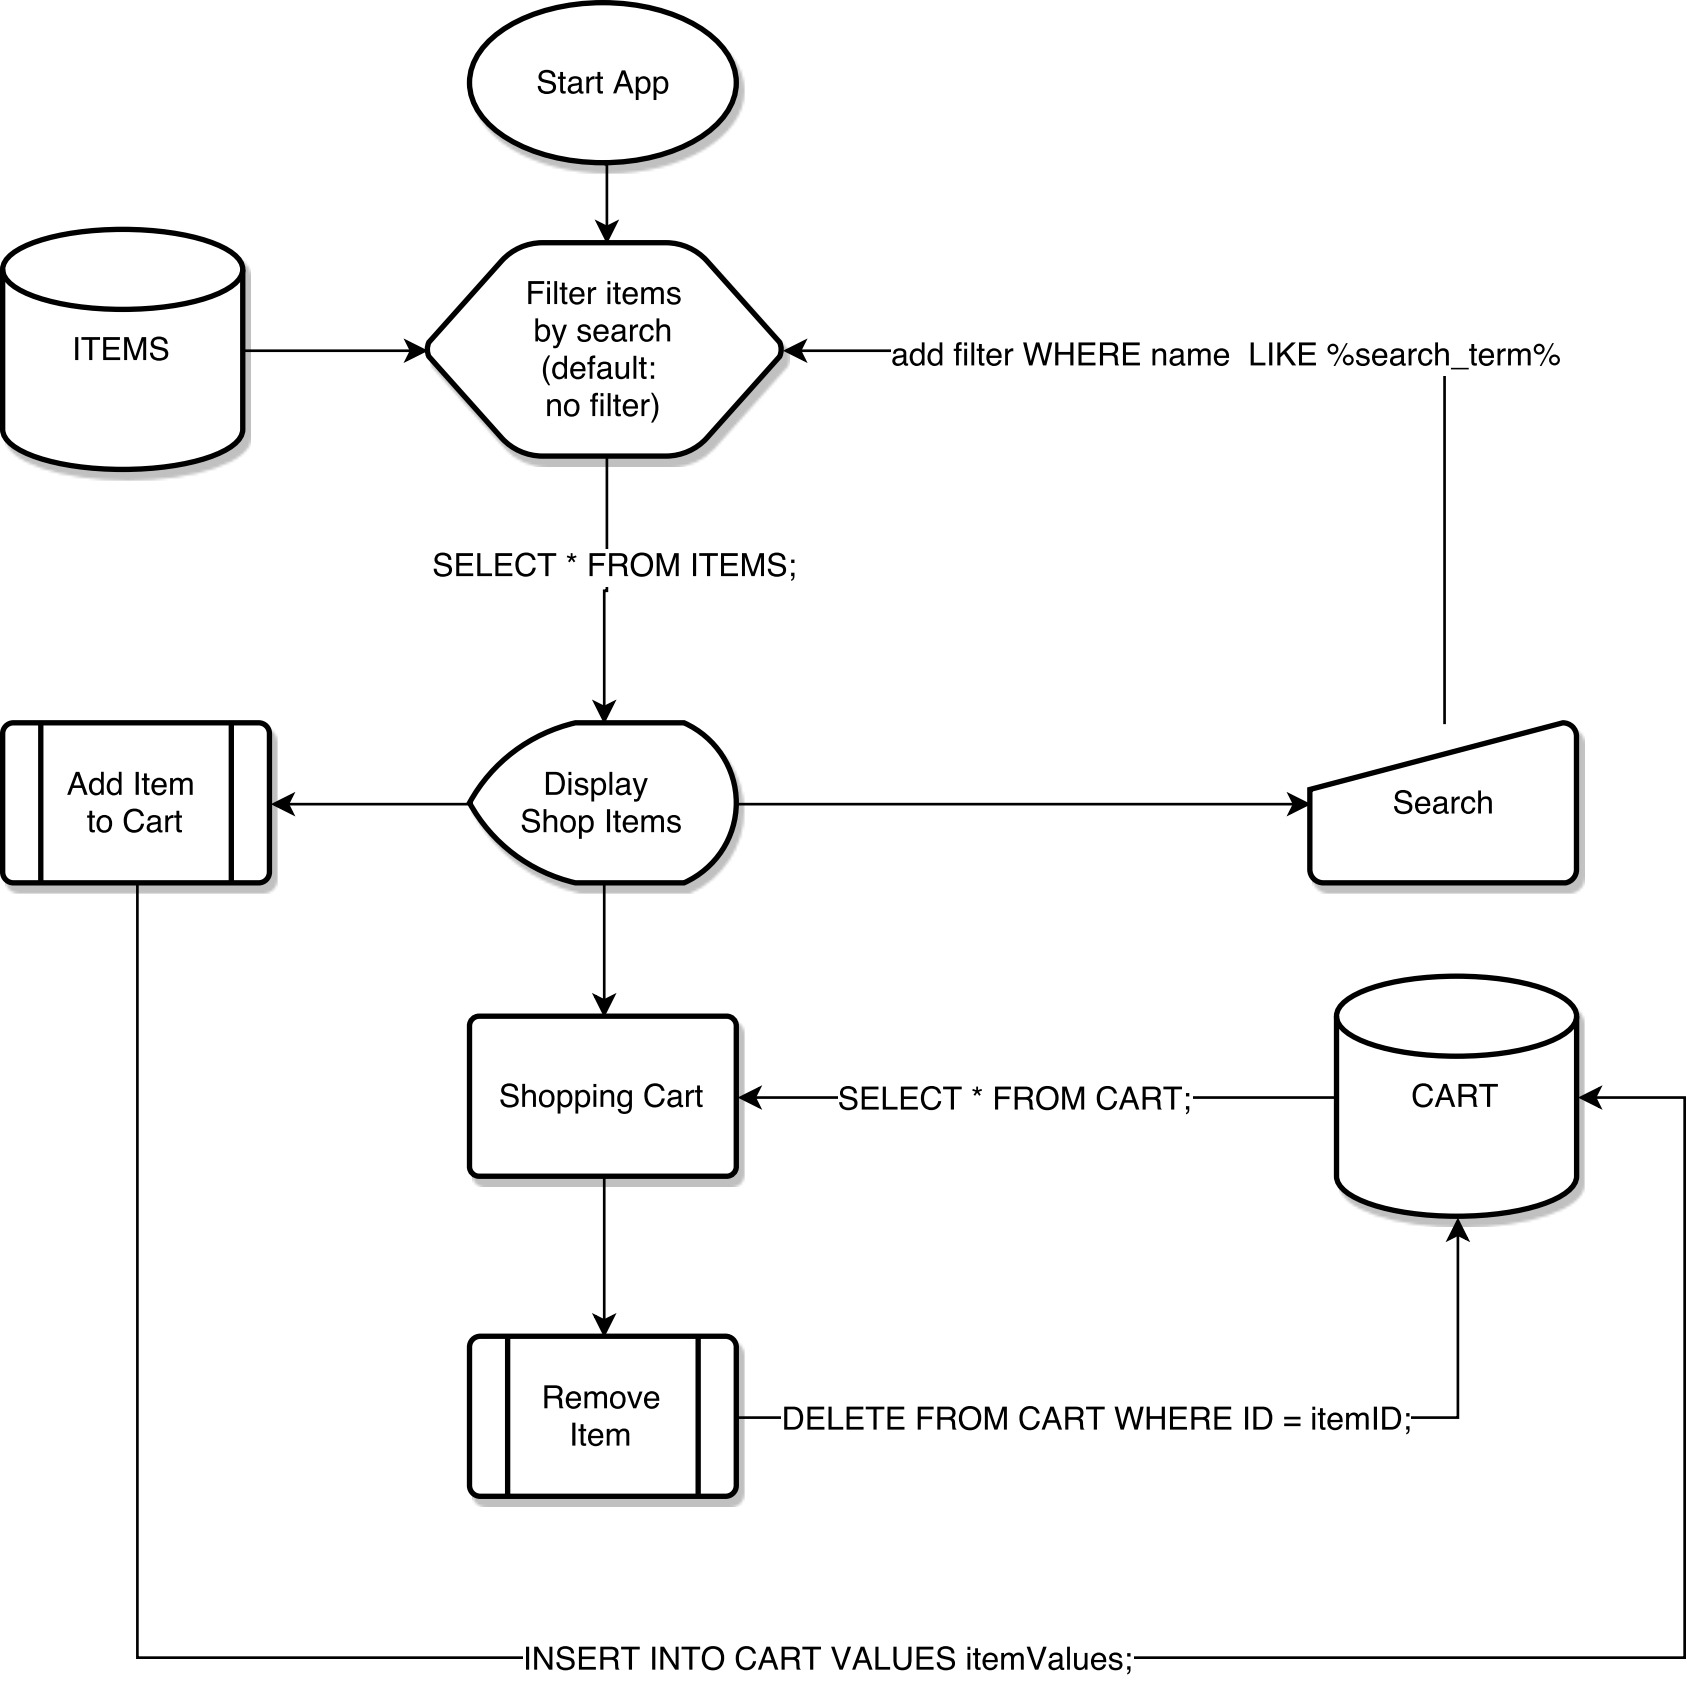 Start App
ITEMS
Filter items
by search
(default:
no filter)
add filter WHERE name  LIKE %search_term%
SELECT * FROM ITEMS;
Add Item
to Cart
Display
Shop Items
Search
Shopping Cart
SELECT * FROM CART;
CART
Remove
Item
DELETE FROM CART WHERE ID = itemID;
INSERT INTO CART VALUES itemValues;